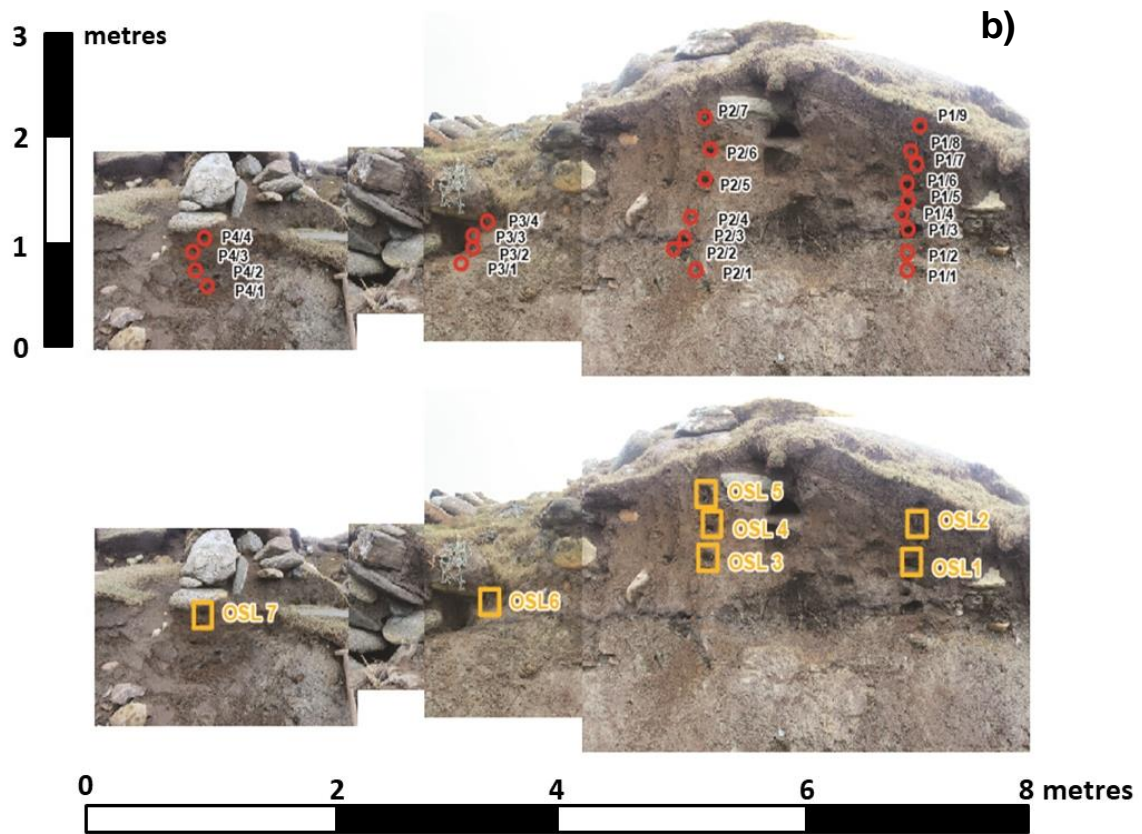 b)
3 metres
2
1
0
P4/4
P4/3
P4/2
P4/1
P3/4
P3/3
P3/2
P3/1
P2/7
P2/6
P2/5
P2/4
P2/3
P2/2
P2/1
P1/9
P1/8
P1/7
P1/6
P1/5
P1/4
P1/3
P1/2
P1/1
OSL 7
OSL6
OSL 5
OSL 4
OSL 3
OSL2
OSL1
0 2 4 6 8 metres